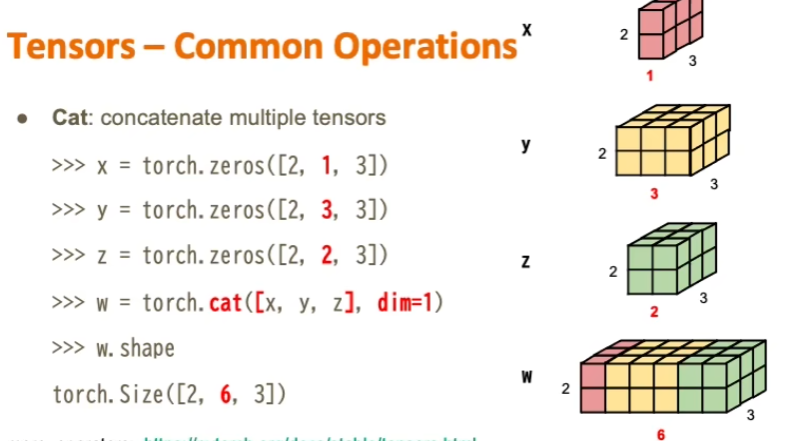 Tensors – Common Operations
● Cat: concatenate multiple tensors
>>> x = torch.zeros([2, 1, 3])
>>> y = torch.zeros([2, 3, 3])
>>> z = torch.zeros([2, 2, 3])
>>> w = torch.cat([x, y, z], dim=1)
>>> w.shape
torch.Size([2, 6, 3])
x
2
3
1
y
2
3
3
z
2
3
2
w
2
3
6